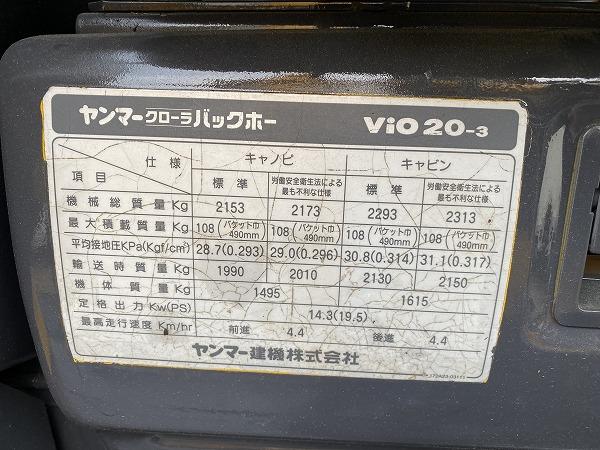 ヤンマークローラバックホー ViO20-3
仕様 キャノピ キャビン
項目 標準 労働安全衛生法による最も不利な仕様 標準 労働安全衛生法による最も不利な仕様
機械総質量 Kg 2153 2173 2293 2313
最大積載質量 Kg 108(バケット巾490mm) 108(バケット巾490mm) 108(バケット巾490mm) 108(バケット巾490mm)
平均接地圧KPa(Kgf/cm²) 28.7(0.293) 29.0(0.296) 30.8(0.314) 31.1(0.317)
輸送時質量 Kg 1990 2010 2130 2150
機体質量 Kg 1495 1615
定格出力 Kw(PS) 14.3(19.5)
最高走行速度 Km/hr 前進 4.4 後進 4.4
ヤンマー建機株式会社